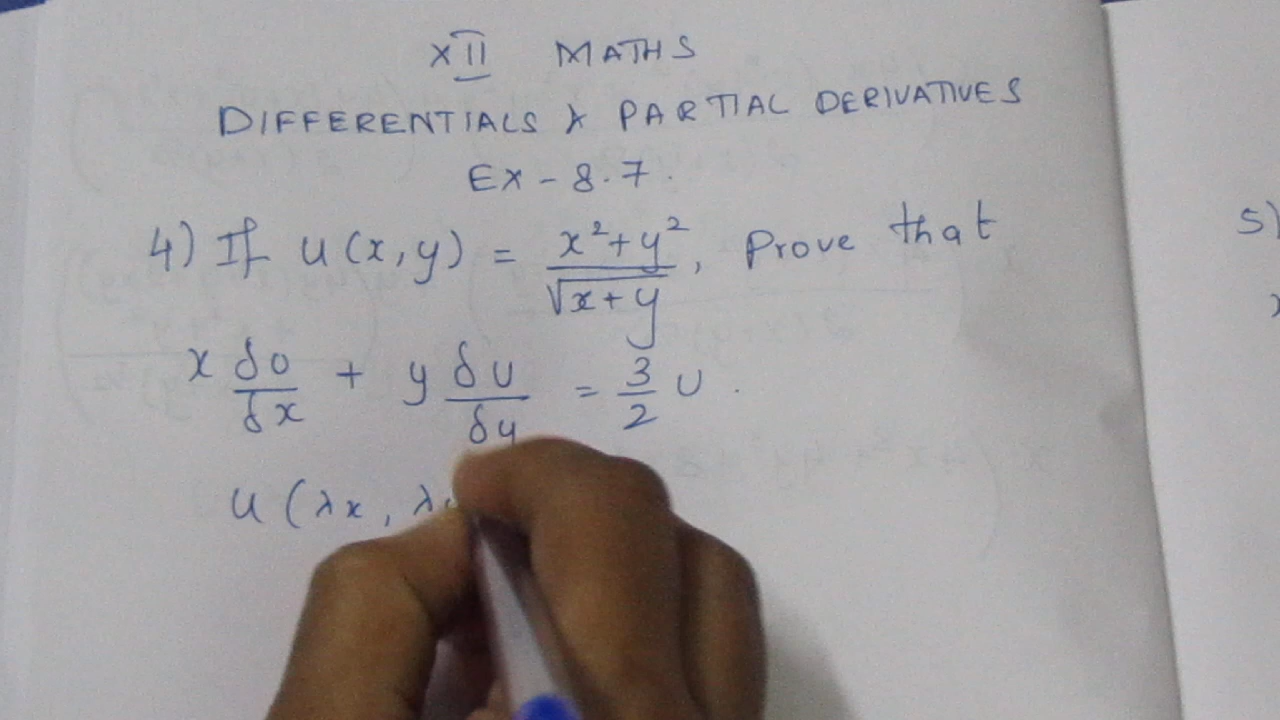 XII MATHS
DIFFERENTIALS & PARTIAL DERIVATIVES
EX - 8.7.
4) If u(x,y) = x²+y² / √x+y, Prove that
x δu/δx + y δu/δy = 3/2 u.
u(λx, λ
5)